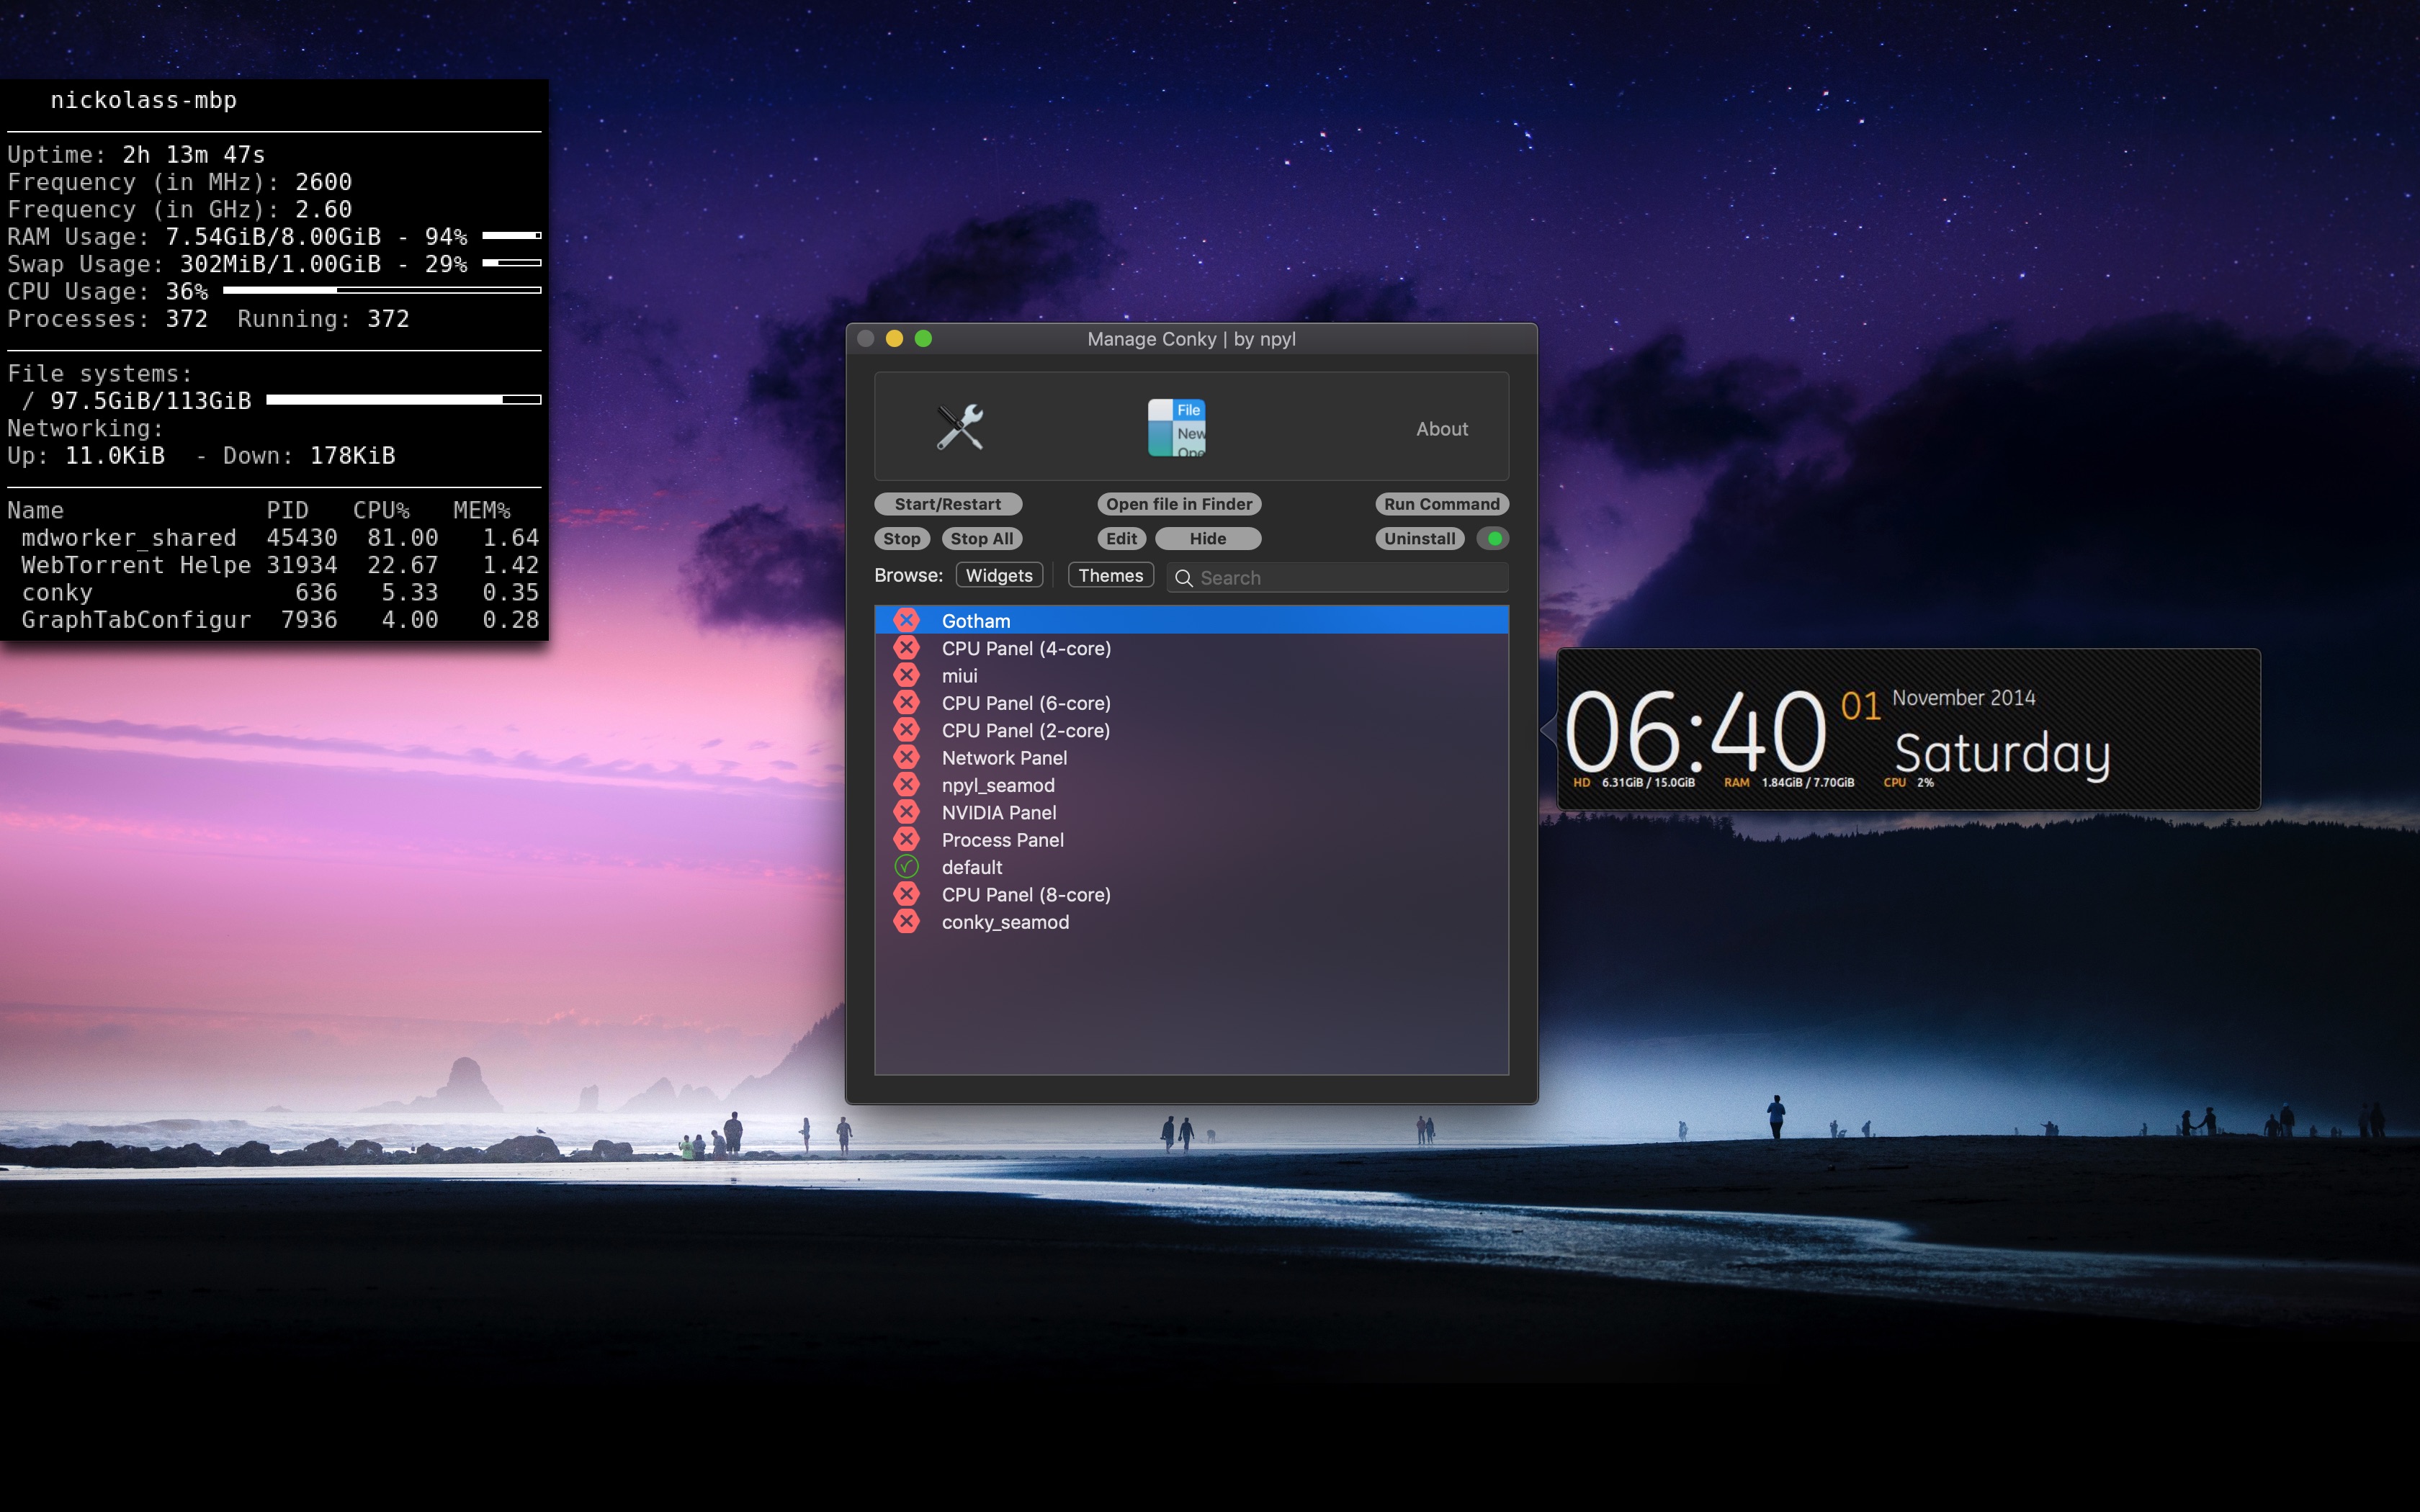 nickolass-mbp
Uptime: 2h 13m 47s
Frequency (in MHz): 2600
Frequency (in GHz): 2.60
RAM Usage: 7.54GiB/8.00GiB - 94%
Swap Usage: 302MiB/1.00GiB - 29%
CPU Usage: 36%
Processes: 372 Running: 372
File systems:
/ 97.5GiB/113GiB
Networking:
Up: 11.0KiB - Down: 178KiB
Name PID CPU% MEM%
mdworker_shared 45430 81.00 1.64
WebTorrent Helpe 31934 22.67 1.42
conky 636 5.33 0.35
GraphTabConfigur 7936 4.00 0.28
Manage Conky | by npyl
File
New
Ope
About
Start/Restart Open file in Finder Run Command
Stop Stop All Edit Hide Uninstall
Browse: Widgets Themes Search
Gotham
CPU Panel (4-core)
miui
CPU Panel (6-core)
CPU Panel (2-core)
Network Panel
npyl_seamod
NVIDIA Panel
Process Panel
default
CPU Panel (8-core)
conky_seamod
06:40 01 November 2014
Saturday
HD 6.31GiB / 15.0GiB RAM 1.84GiB / 7.70GiB CPU 2%